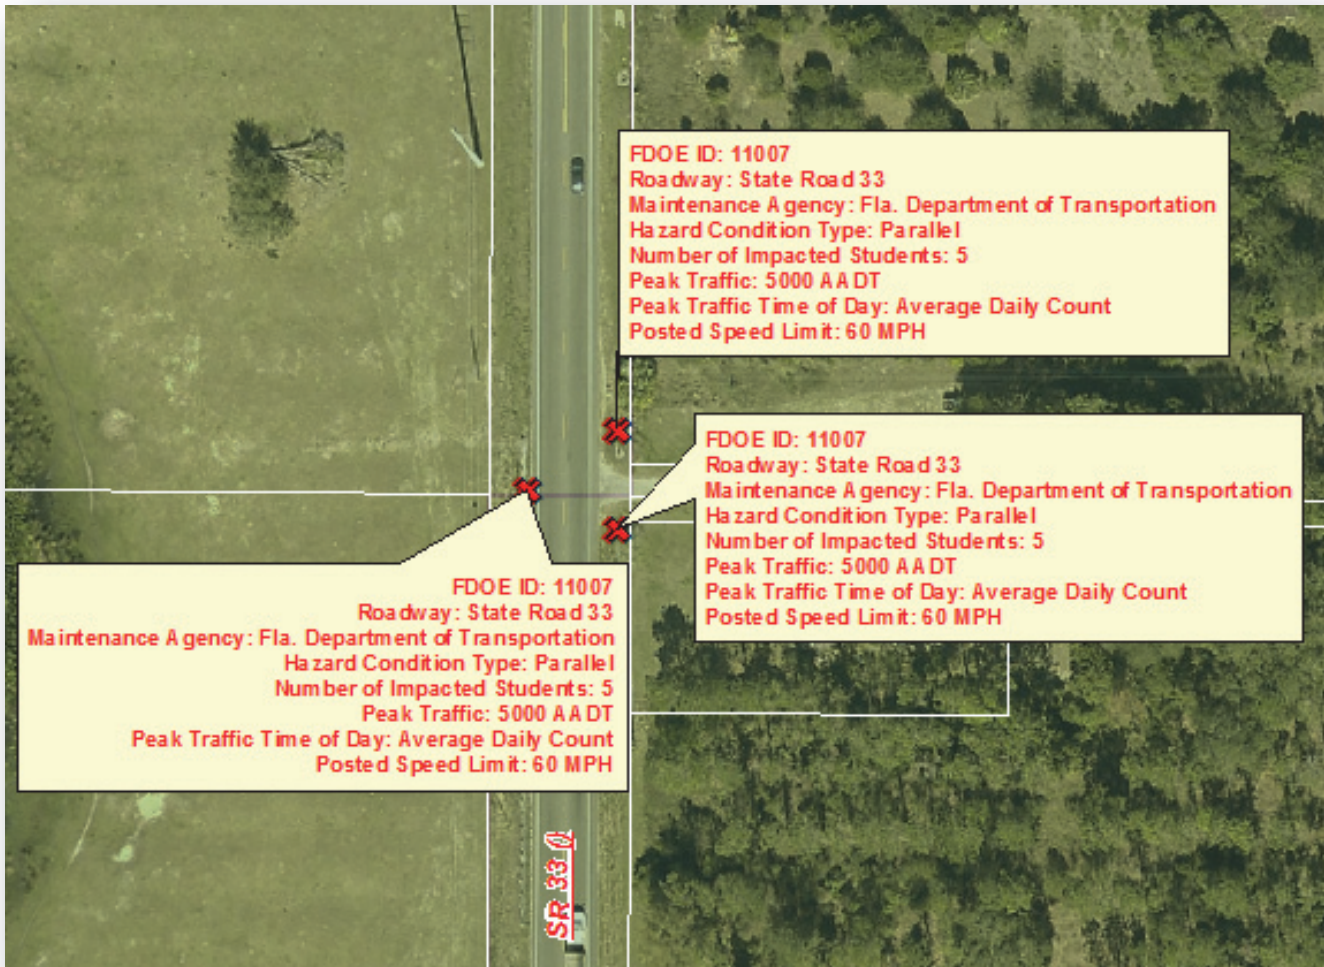 FDOE ID: 11007
Roadway: State Road 33
Maintenance Agency: Fla. Department of Transportation
Hazard Condition Type: Parallel
Number of Impacted Students: 5
Peak Traffic: 5000 AADT
Peak Traffic Time of Day: Average Daily Count
Posted Speed Limit: 60 MPH
FDOE ID: 11007
Roadway: State Road 33
Maintenance Agency: Fla. Department of Transportation
Hazard Condition Type: Parallel
Number of Impacted Students: 5
Peak Traffic: 5000 AADT
Peak Traffic Time of Day: Average Daily Count
Posted Speed Limit: 60 MPH
FDOE ID: 11007
Roadway: State Road 33
Maintenance Agency: Fla. Department of Transportation
Hazard Condition Type: Parallel
Number of Impacted Students: 5
Peak Traffic: 5000 AADT
Peak Traffic Time of Day: Average Daily Count
Posted Speed Limit: 60 MPH
SR 33